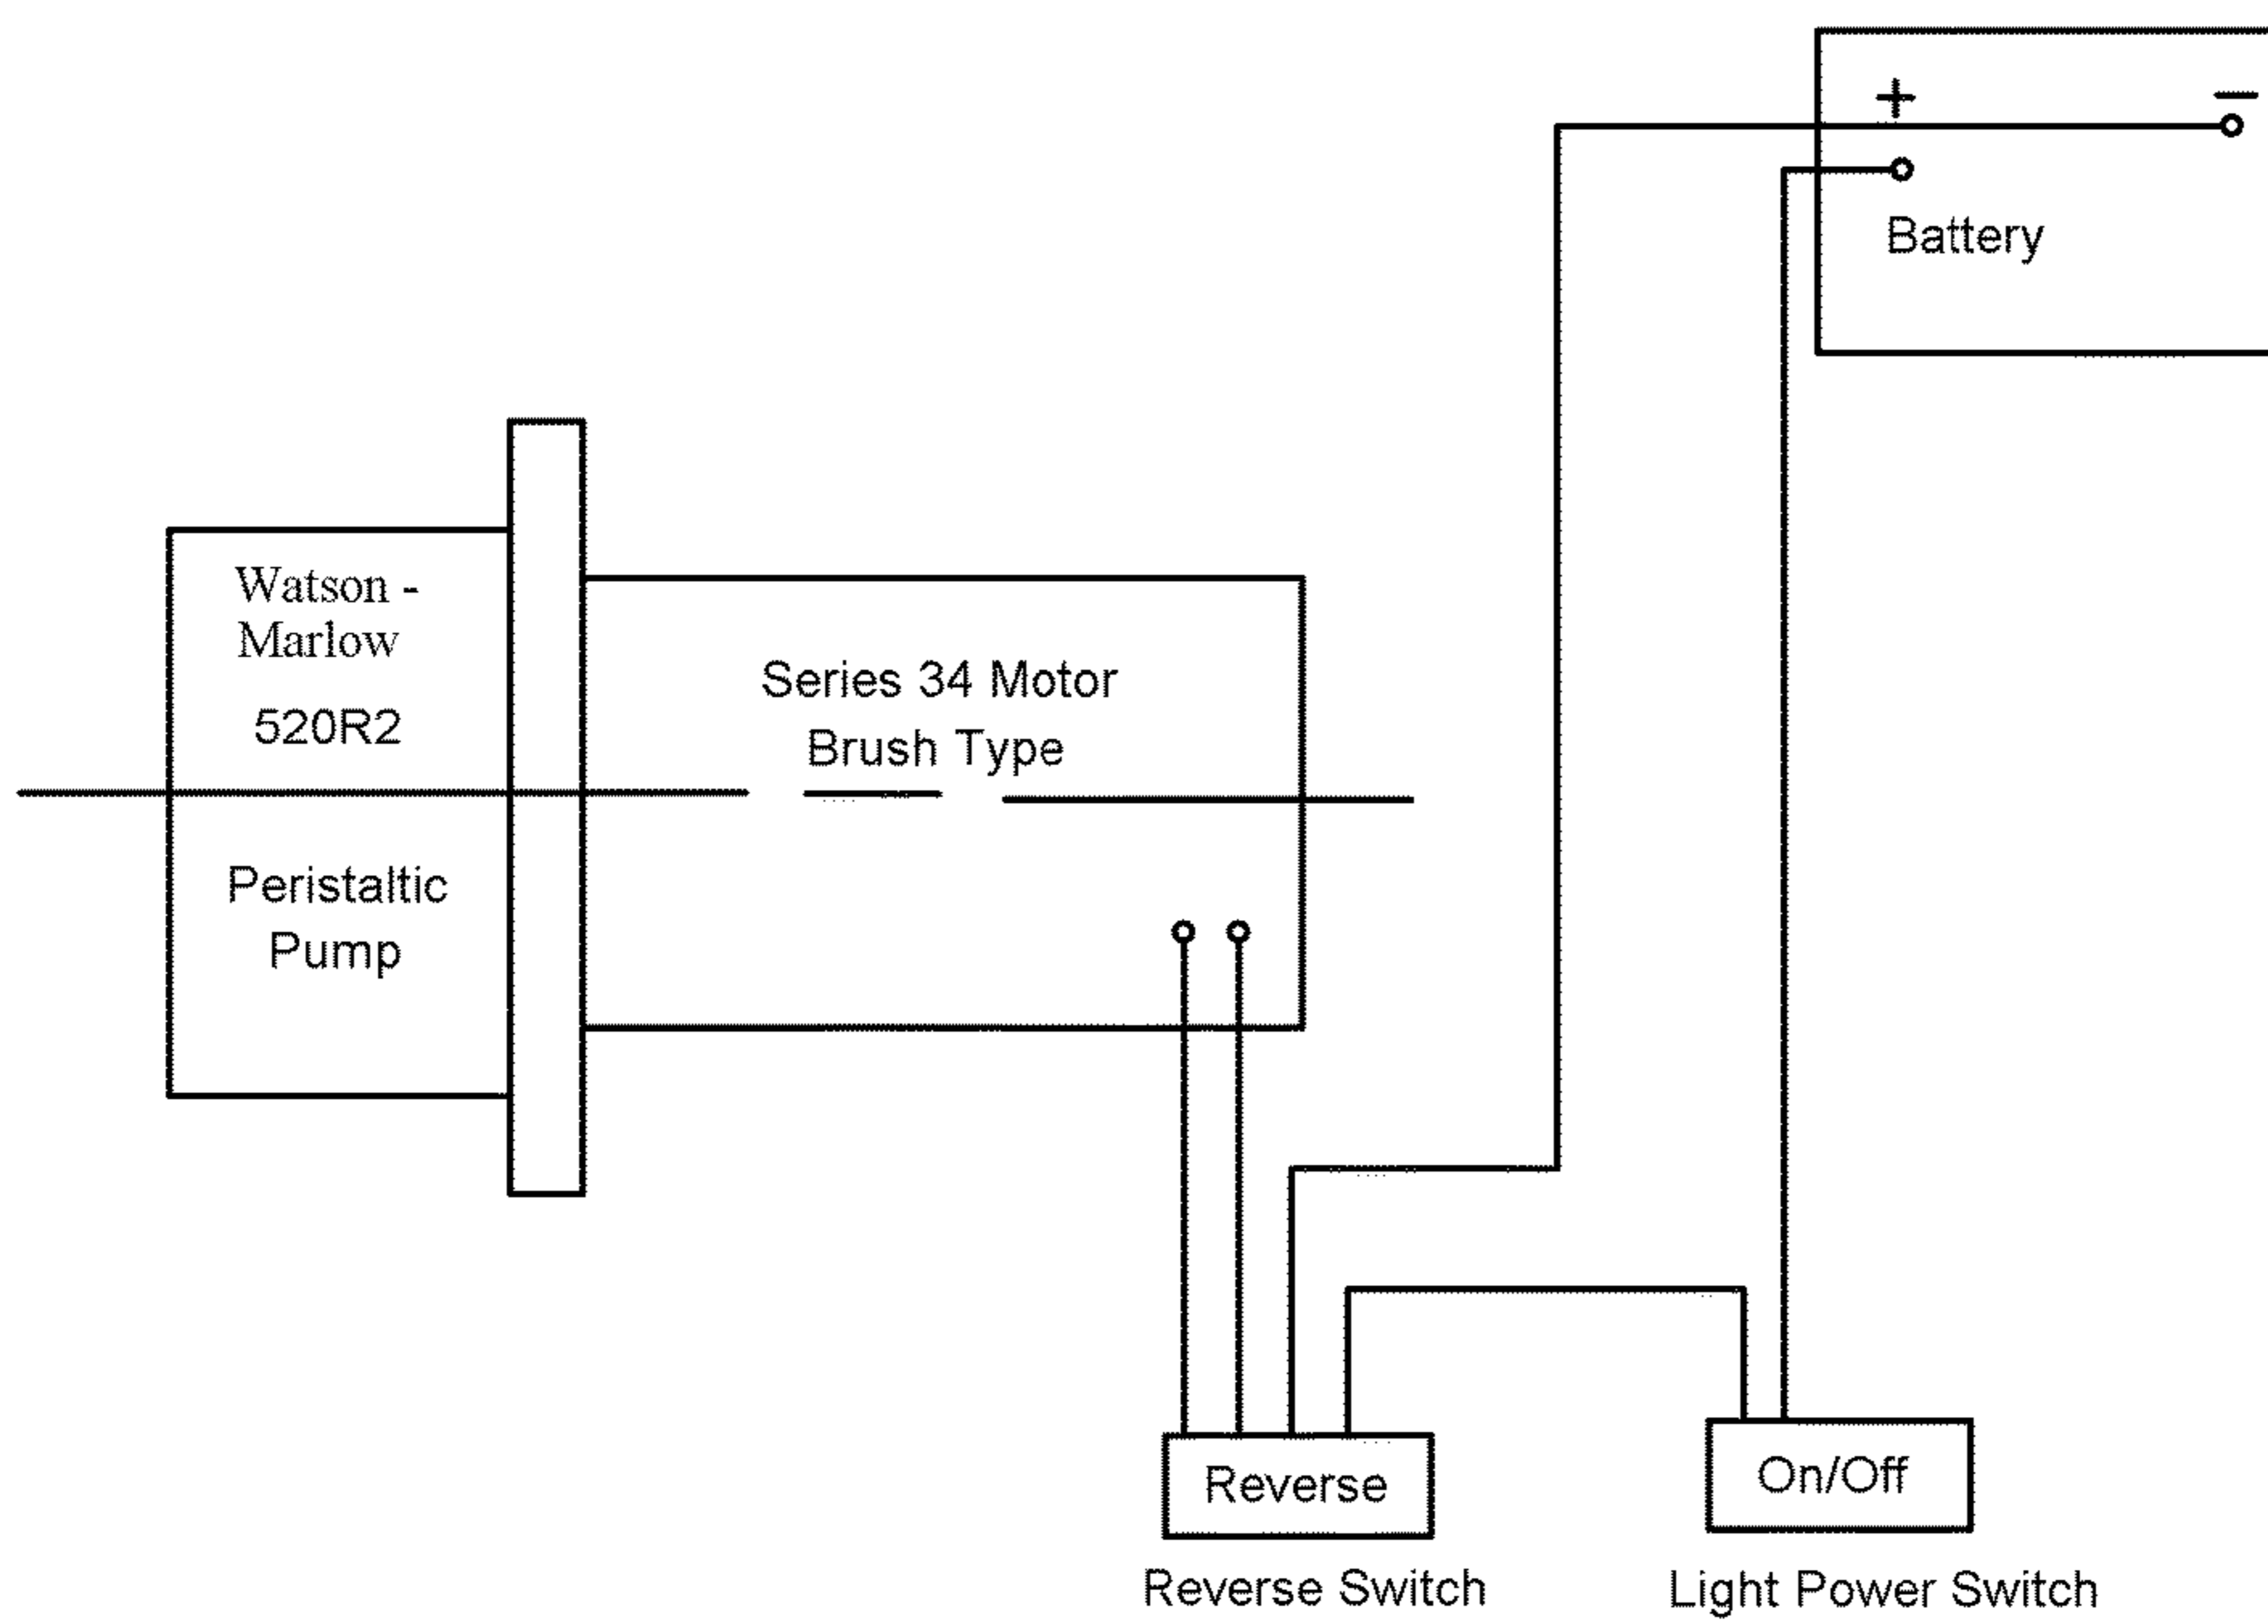 + −
Battery
Watson -
Marlow
520R2
Series 34 Motor
Brush Type
Peristaltic
Pump
Reverse
On/Off
Reverse Switch
Light Power Switch